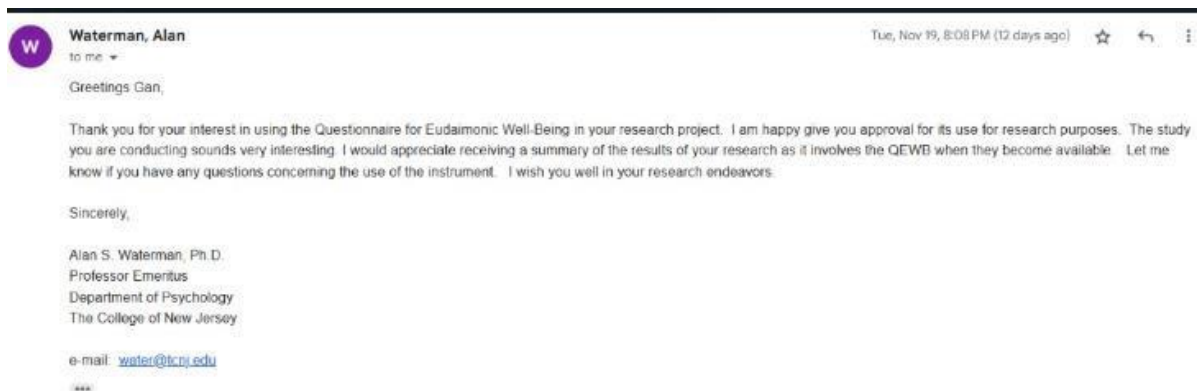 W
Waterman, Alan
Tue, Nov 19, 8:08 PM (12 days ago)
to me
Greetings Gan,
Thank you for your interest in using the Questionnaire for Eudaimonic Well-Being in your research project. I am happy give you approval for its use for research purposes. The study
you are conducting sounds very interesting. I would appreciate receiving a summary of the results of your research as it involves the QEWB when they become available. Let me
know if you have any questions concerning the use of the instrument. I wish you well in your research endeavors.
Sincerely,
Alan S. Waterman, Ph.D.
Professor Emeritus
Department of Psychology
The College of New Jersey
e-mail: water@tcnj.edu